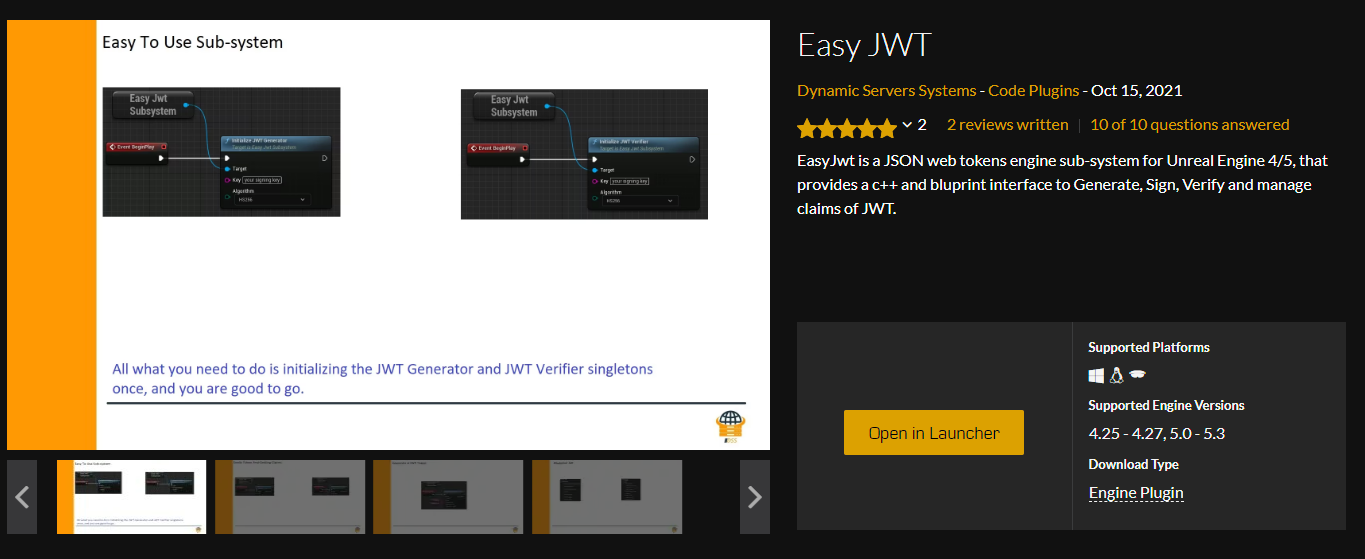 Easy To Use Sub-system
Easy Jwt
Subsystem
Event BeginPlay
Initialize JWT Generator
Target is Easy Jwt Subsystem
Target
Key your signing key
Algorithm
HS256
Easy Jwt
Subsystem
Event BeginPlay
Initialize JWT Verifier
Target is Easy Jwt Subsystem
Target
Key your signing key
Algorithm
HS256
All what you need to do is initializing the JWT Generator and JWT Verifier singletons
once, and you are good to go.
Easy To Use Sub-system
Easy JWT
Dynamic Servers Systems - Code Plugins - Oct 15, 2021
2 2 reviews written | 10 of 10 questions answered
EasyJwt is a JSON web tokens engine sub-system for Unreal Engine 4/5, that
provides a c++ and bluprint interface to Generate, Sign, Verify and manage
claims of JWT.
Open in Launcher
Supported Platforms
Supported Engine Versions
4.25 - 4.27, 5.0 - 5.3
Download Type
Engine Plugin